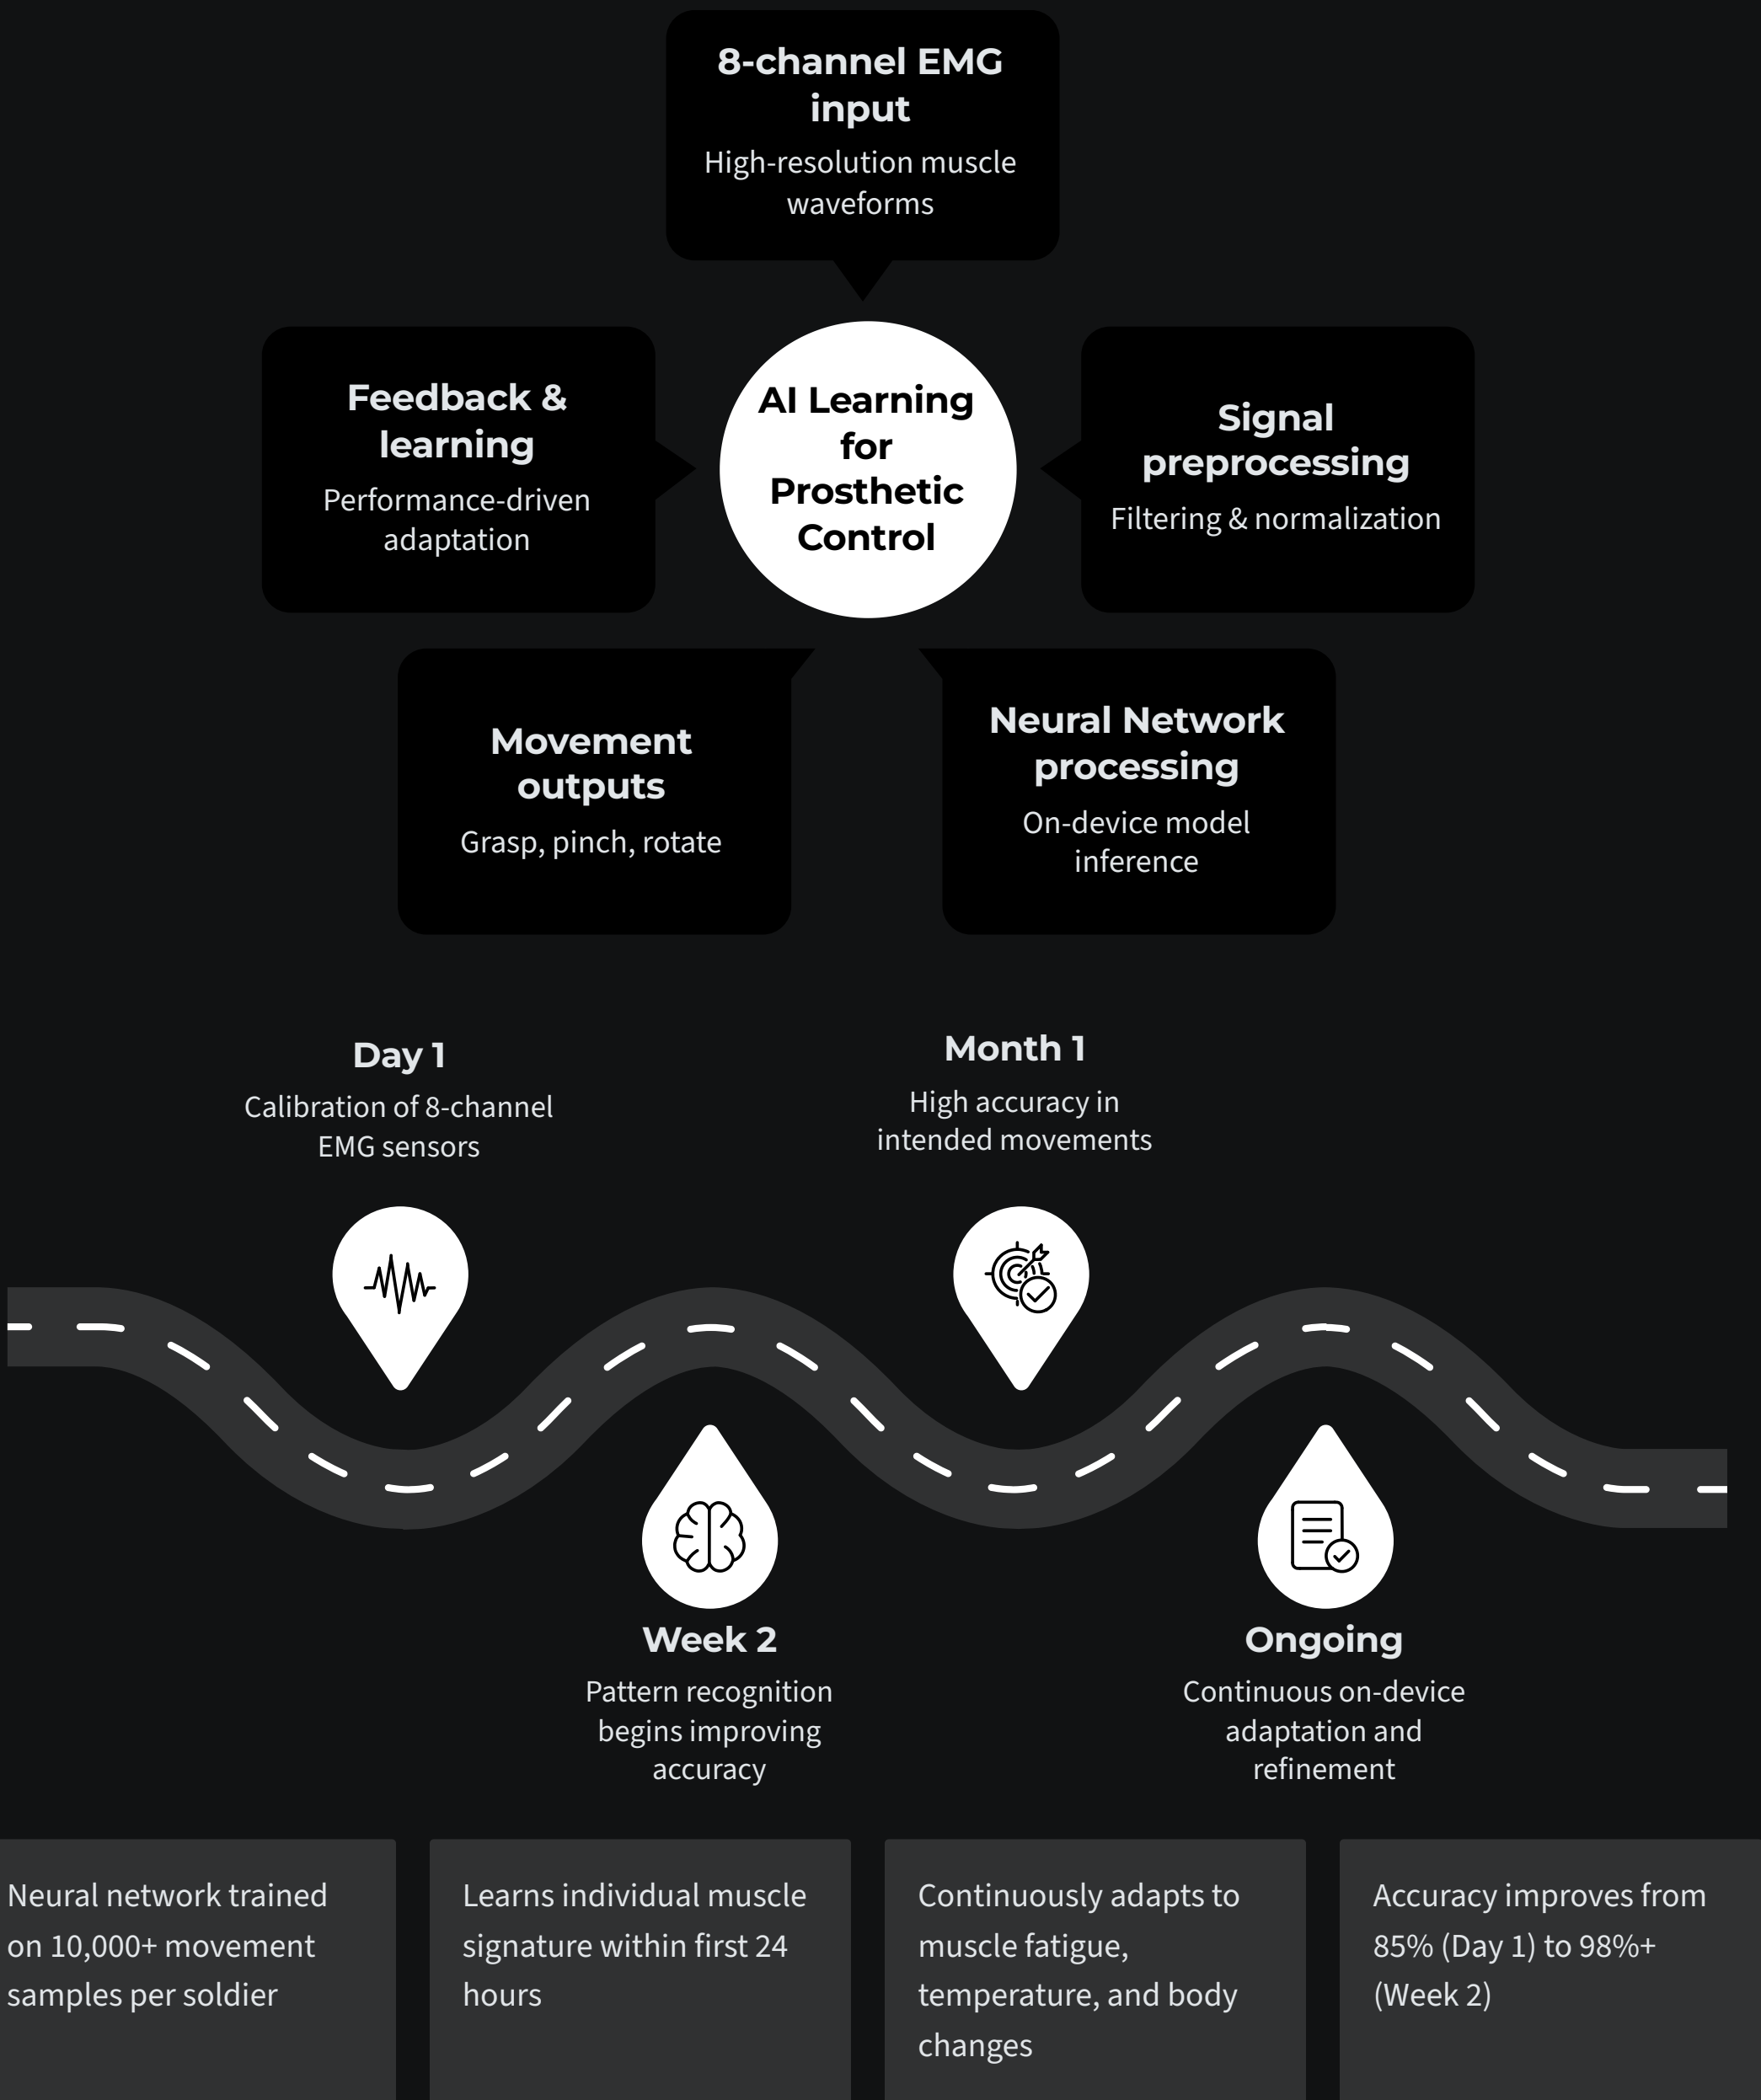 8-channel EMG
input
High-resolution muscle
waveforms
Feedback &
learning
Performance-driven
adaptation
AI Learning
for
Prosthetic
Control
Signal
preprocessing
Filtering & normalization
Movement
outputs
Grasp, pinch, rotate
Neural Network
processing
On-device model
inference
Day 1
Calibration of 8-channel
EMG sensors
Month 1
High accuracy in
intended movements
Week 2
Pattern recognition
begins improving
accuracy
Ongoing
Continuous on-device
adaptation and
refinement
Neural network trained
on 10,000+ movement
samples per soldier
Learns individual muscle
signature within first 24
hours
Continuously adapts to
muscle fatigue,
temperature, and body
changes
Accuracy improves from
85% (Day 1) to 98%+
(Week 2)